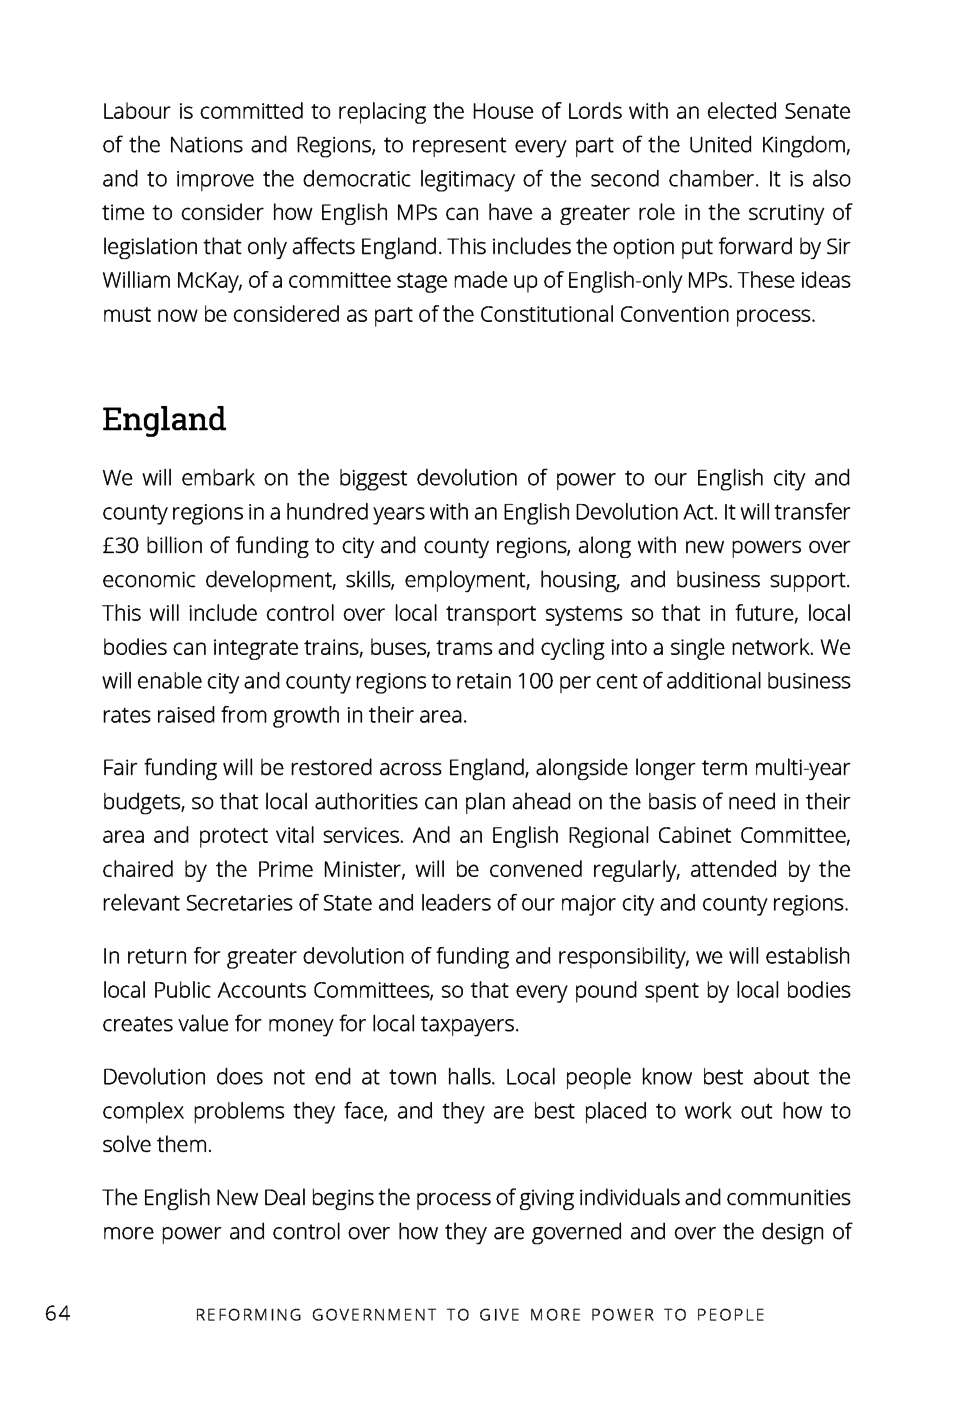 Labour is committed to replacing the House of Lords with an elected Senate
of the Nations and Regions, to represent every part of the United Kingdom,
and to improve the democratic legitimacy of the second chamber. It is also
time to consider how English MPs can have a greater role in the scrutiny of
legislation that only affects England. This includes the option put forward by Sir
William McKay, of a committee stage made up of English-only MPs. These ideas
must now be considered as part of the Constitutional Convention process.
England
We will embark on the biggest devolution of power to our English city and
county regions in a hundred years with an English Devolution Act. It will transfer
£30 billion of funding to city and county regions, along with new powers over
economic development, skills, employment, housing, and business support.
This will include control over local transport systems so that in future, local
bodies can integrate trains, buses, trams and cycling into a single network. We
will enable city and county regions to retain 100 per cent of additional business
rates raised from growth in their area.
Fair funding will be restored across England, alongside longer term multi-year
budgets, so that local authorities can plan ahead on the basis of need in their
area and protect vital services. And an English Regional Cabinet Committee,
chaired by the Prime Minister, will be convened regularly, attended by the
relevant Secretaries of State and leaders of our major city and county regions.
In return for greater devolution of funding and responsibility, we will establish
local Public Accounts Committees, so that every pound spent by local bodies
creates value for money for local taxpayers.
Devolution does not end at town halls. Local people know best about the
complex problems they face, and they are best placed to work out how to
solve them.
The English New Deal begins the process of giving individuals and communities
more power and control over how they are governed and over the design of
64 REFORMING GOVERNMENT TO GIVE MORE POWER TO PEOPLE